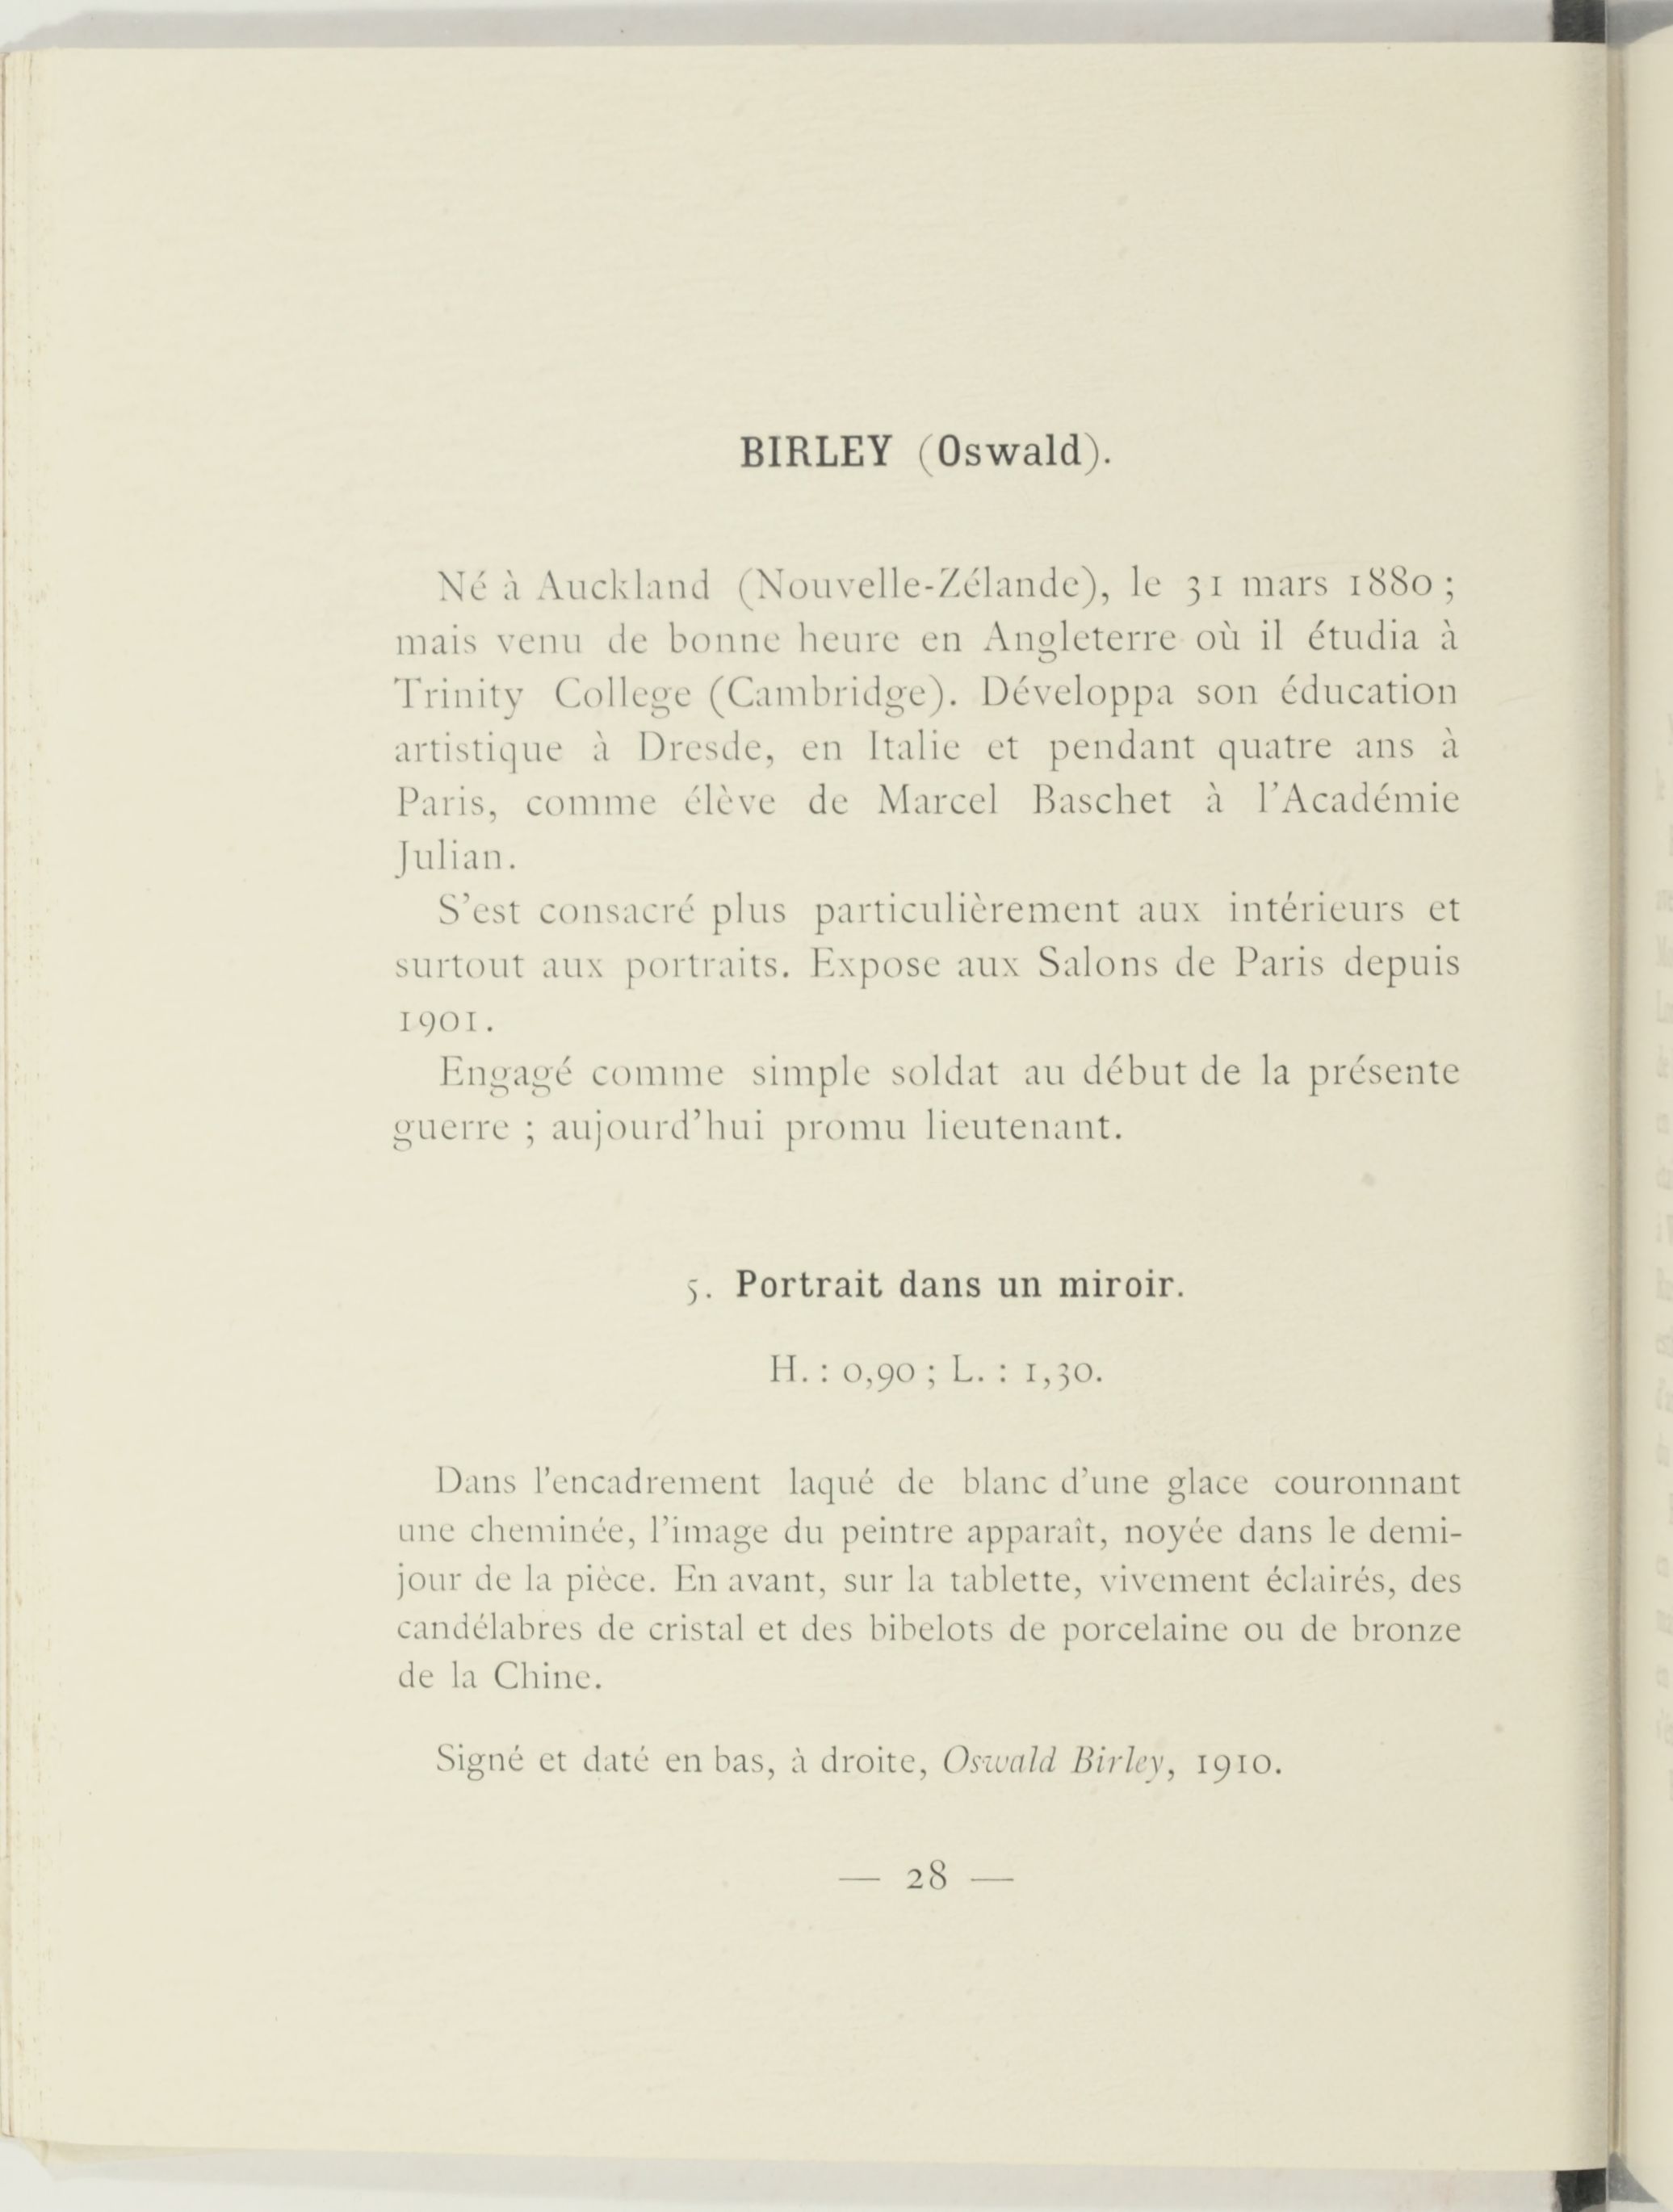 BIRLEY (Oswald).
Né à Auckland (Nouvelle-Zélande), le 31 mars 1880 ;
mais venu de bonne heure en Angleterre où il étudia à
Trinity College (Cambridge). Développa son éducation
artistique à Dresde, en Italie et pendant quatre ans à
Paris, comme élève de Marcel Baschet à l'Académie
Julian.
S'est consacré plus particulièrement aux intérieurs et
surtout aux portraits. Expose aux Salons de Paris depuis
1901.
Engagé comme simple soldat au début de la présente
guerre ; aujourd'hui promu lieutenant.
5. Portrait dans un miroir.
H. : 0,90 ; L. : 1,30.
Dans l'encadrement laqué de blanc d'une glace couronnant
une cheminée, l'image du peintre apparaît, noyée dans le demi-
jour de la pièce. En avant, sur la tablette, vivement éclairés, des
candélabres de cristal et des bibelots de porcelaine ou de bronze
de la Chine.
Signé et daté en bas, à droite, Oswald Birley, 1910.
— 28 —